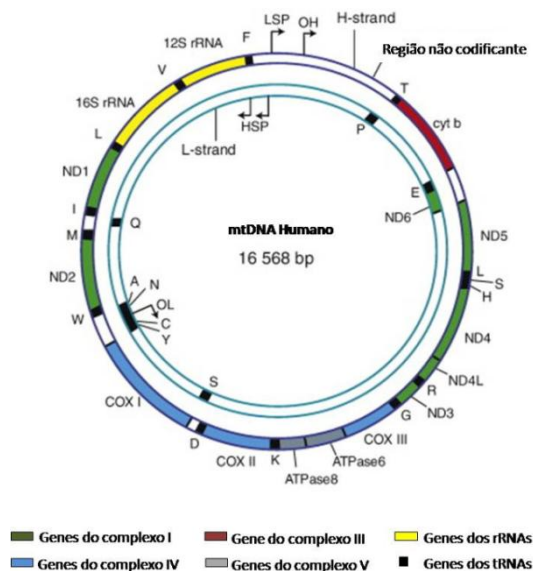 LSP
OH
H-strand
Região não codificante
F
12S rRNA
V
16S rRNA
L
ND1
I
M
ND2
W
COX I
D
COX II
K
ATPase8
ATPase6
COX III
G
ND3
R
ND4L
ND4
H
S
L
ND5
cyt b
T
HSP
L-strand
P
E
ND6
Q
A
N
OL
C
Y
S
mtDNA Humano
16 568 bp
Genes do complexo I
Gene do complexo III
Genes dos rRNAs
Genes do complexo IV
Genes do complexo V
Genes dos tRNAs